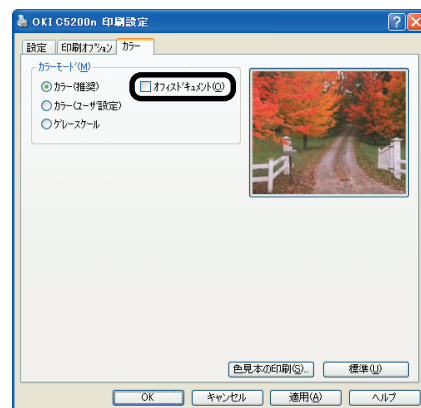 OKI C5200n 印刷設定
設定 印刷ｵﾌﾟｼｮﾝ ｶﾗｰ
ｶﾗｰﾓｰﾄﾞ(M)
ｶﾗｰ(推奨) ｵﾌｨｽﾄﾞｷｭﾒﾝﾄ(O)
ｶﾗｰ(ﾕｰｻﾞ設定)
ｸﾞﾚｰｽｹｰﾙ
色見本の印刷(S)... 標準(U)
OK ｷｬﾝｾﾙ 適用(A) ﾍﾙﾌﾟ